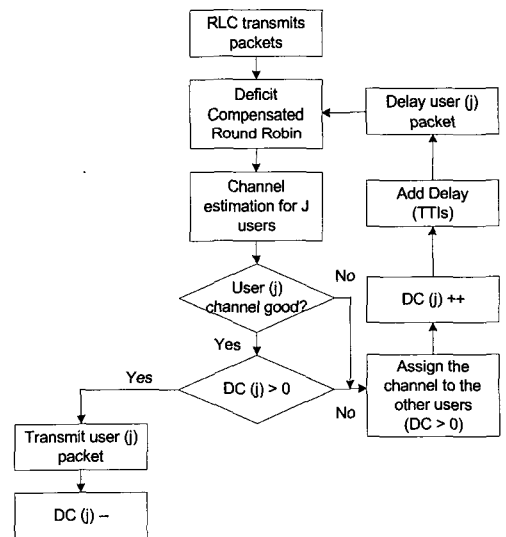 RLC transmits
packets
Deficit
Compensated
Round Robin
Delay user (j)
packet
Channel
estimation for J
users
Add Delay
(TTIs)
User (j)
channel good?
No
DC (j) ++
Yes
DC (j) > 0
Yes
No
Assign the
channel to the
other users
(DC > 0)
Transmit user (j)
packet
DC (j) --